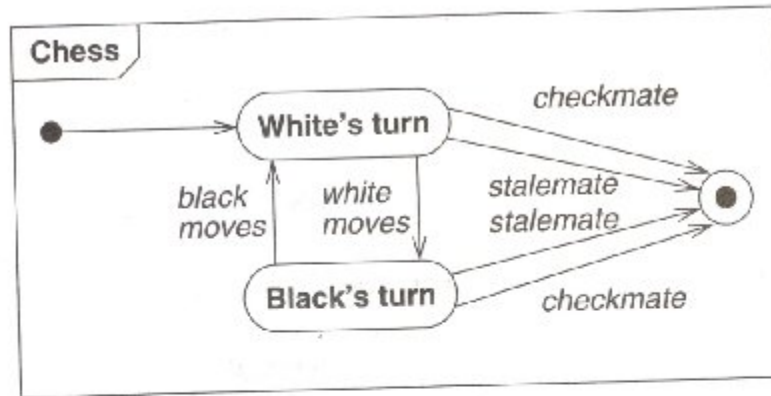 Chess
checkmate
White's turn
black
moves
white
moves
stalemate
stalemate
Black's turn
checkmate